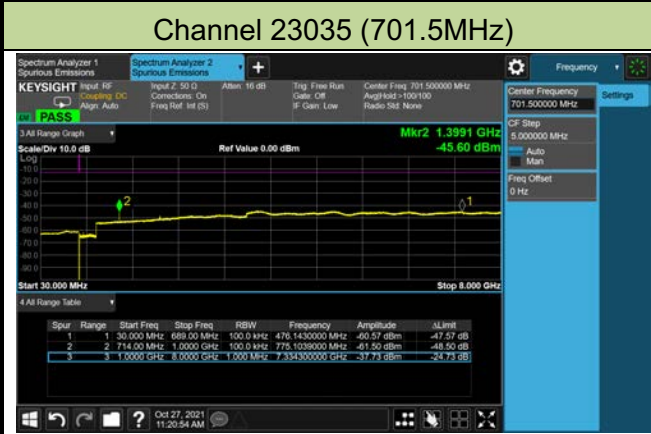 Channel 23035 (701.5MHz)
Spectrum Analyzer 1
Spurious Emissions
Spectrum Analyzer 2
Spurious Emissions
+
Frequency
KEYSIGHT
Input: RF
Coupling: DC
Align: Auto
Input Z: 50 Ω
Corrections: On
Freq Ref: Int (S)
Atten: 16 dB
Trig: Free Run
Gate: Off
IF Gain: Low
Center Freq: 701.500000 MHz
Avg|Hold:>100/100
Radio Std: None
PASS
Center Frequency
701.500000 MHz
Settings
CF Step
5.000000 MHz
Auto
Man
Freq Offset
0 Hz
3 All Range Graph
Mkr2 1.3991 GHz
-45.60 dBm
Scale/Div 10.0 dB
Ref Value 0.00 dBm
Log
-10.0
-20.0
-30.0
-40.0
-50.0
-60.0
-70.0
-80.0
-90.0
2
1
Start 30.000 MHz
Stop 8.000 GHz
4 All Range Table
Spur Range Start Freq Stop Freq RBW Frequency Amplitude ΔLimit
1 1 30.000 MHz 689.00 MHz 100.0 kHz 476.1430000 MHz -60.57 dBm -47.57 dB
2 2 714.00 MHz 1.0000 GHz 100.0 kHz 775.1039000 MHz -61.50 dBm -48.50 dB
3 3 1.0000 GHz 8.0000 GHz 1.000 MHz 7.334300000 GHz -37.73 dBm -24.73 dB
?
Oct 27, 2021
11:20:54 AM